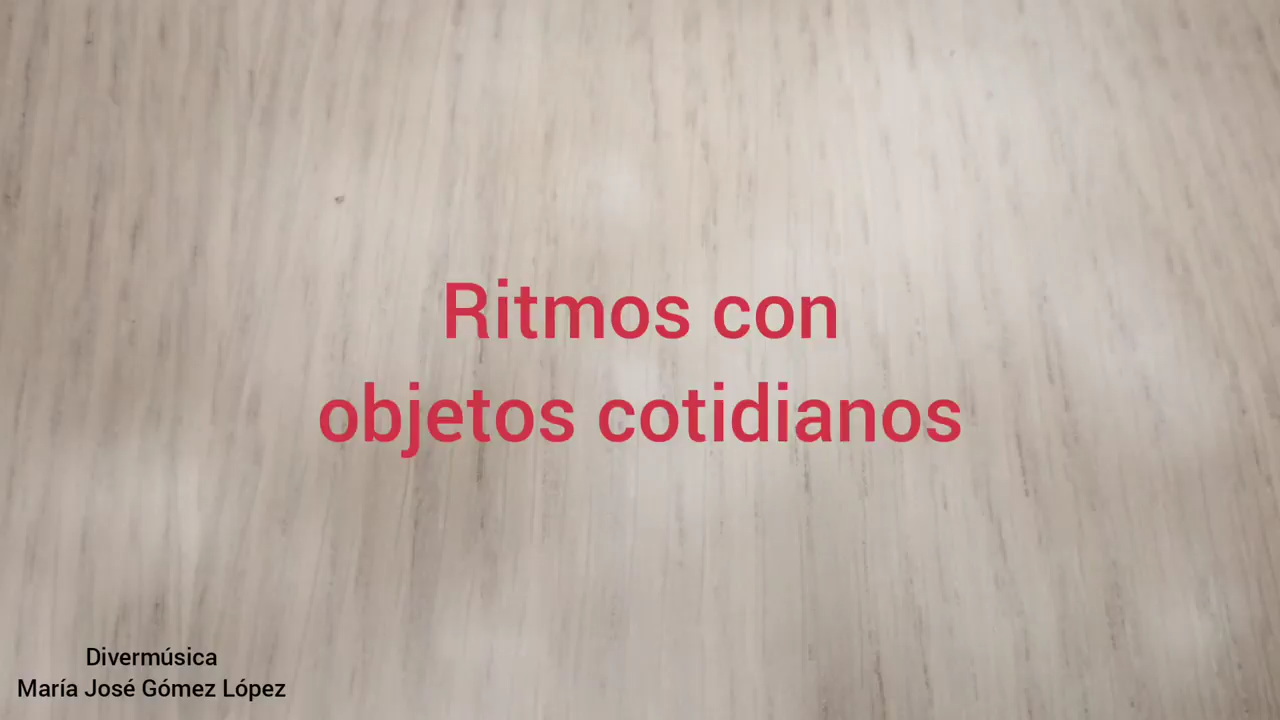 Ritmos con
objetos cotidianos
Divermúsica
María José Gómez López